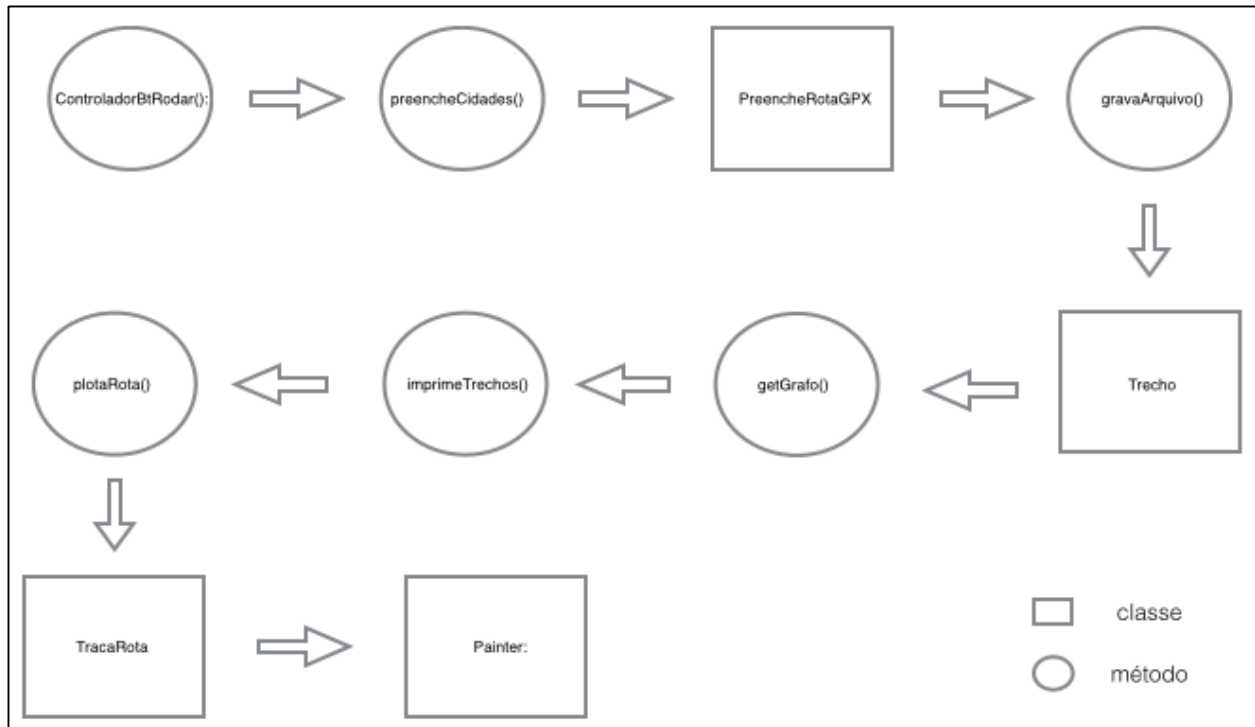 ControladorBtRodar():
preencheCidades()
PreencheRotaGPX
gravaArquivo()
plotaRota()
imprimeTrechos()
getGrafo()
Trecho
TracaRota
Painter:
classe
método